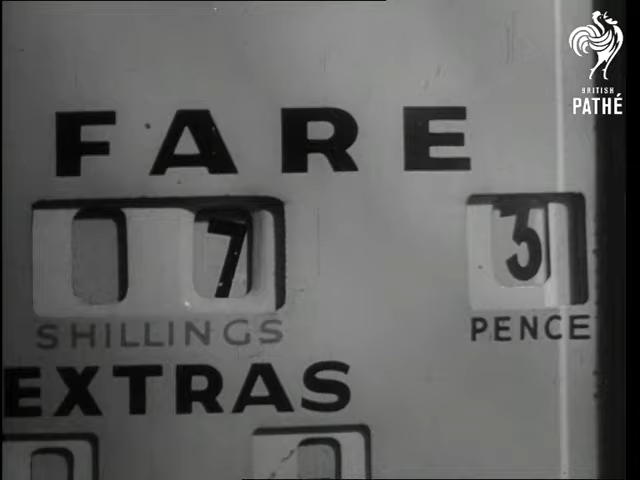 BRITISH
PATHÉ
FARE
7 3
SHILLINGS PENCE
EXTRAS